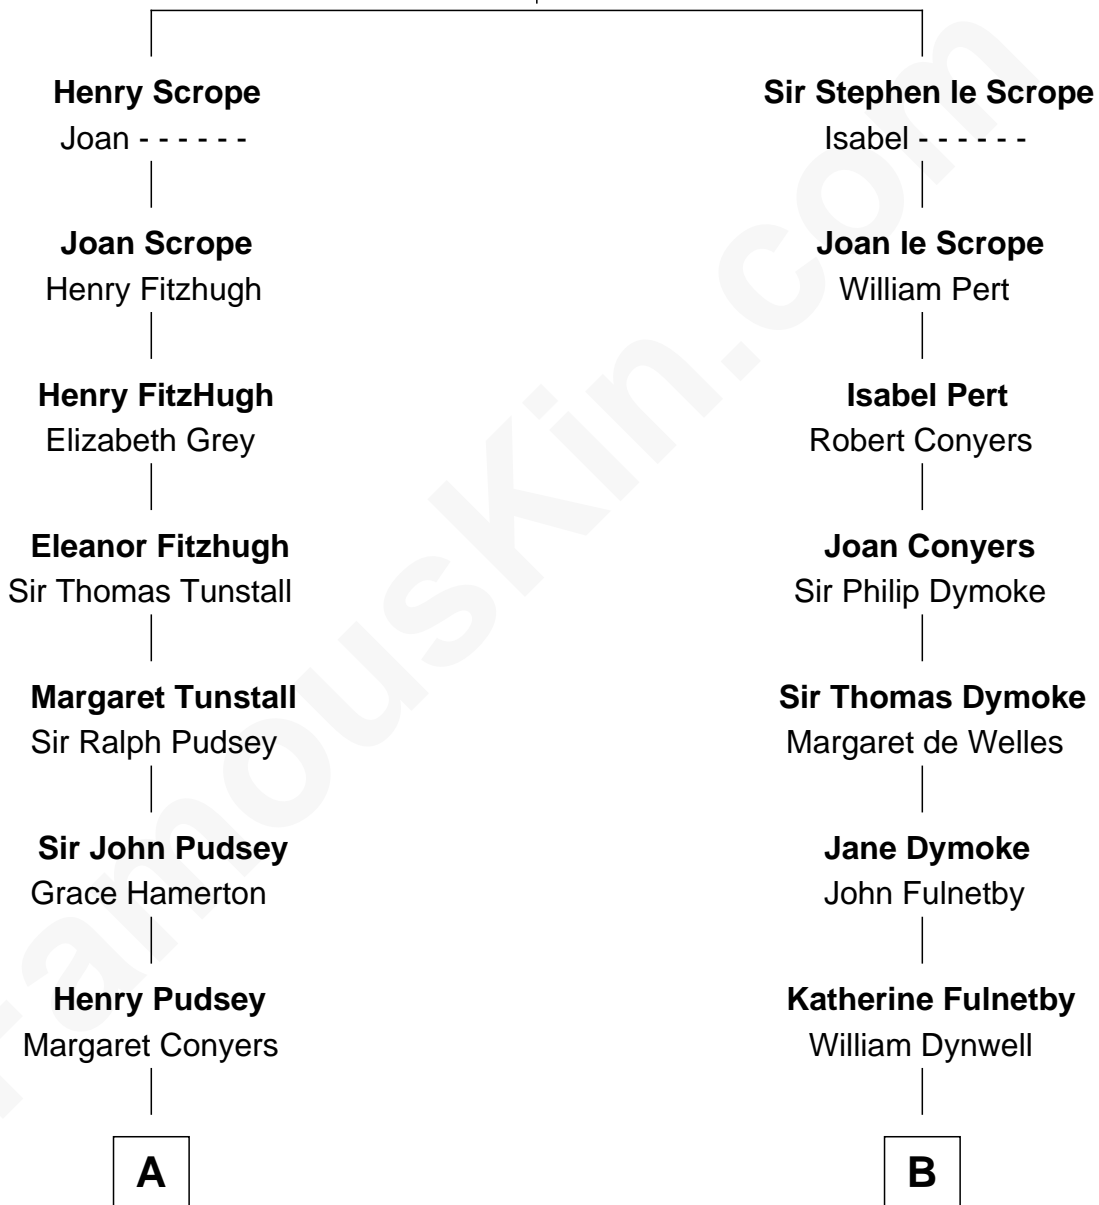 Henry Scrope
Joan - - - - - -
Joan Scrope
Henry Fitzhugh
Henry FitzHugh
Elizabeth Grey
Eleanor Fitzhugh
Sir Thomas Tunstall
Margaret Tunstall
Sir Ralph Pudsey
Sir John Pudsey
Grace Hamerton
Henry Pudsey
Margaret Conyers
A
Sir Stephen le Scrope
Isabel - - - - - -
Joan le Scrope
William Pert
Isabel Pert
Robert Conyers
Joan Conyers
Sir Philip Dymoke
Sir Thomas Dymoke
Margaret de Welles
Jane Dymoke
John Fulnetby
Katherine Fulnetby
William Dynwell
B
FamousKin.com